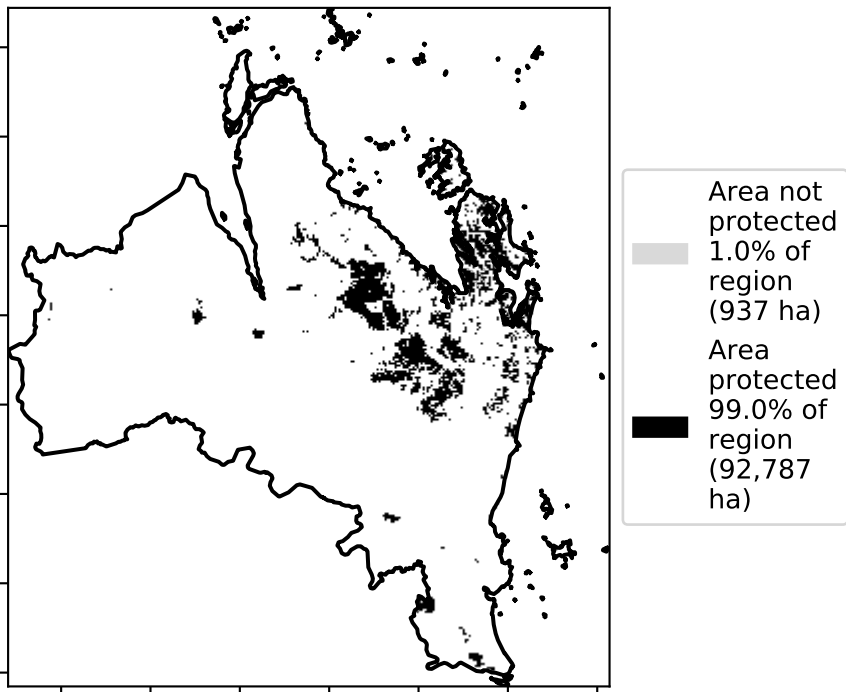 Area not
protected
1.0% of
region
(937 ha)
Area
protected
99.0% of
region
(92,787
ha)